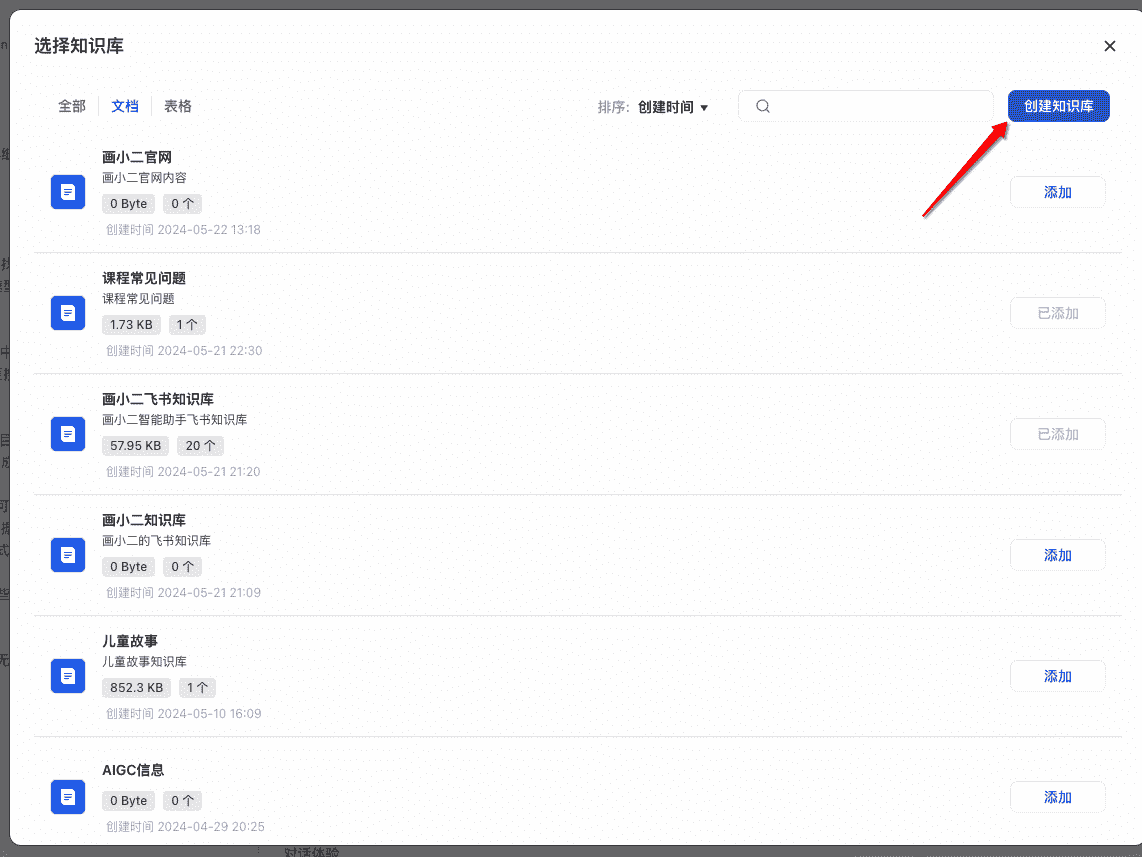 选择知识库
全部 文档 表格 排序: 创建时间 创建知识库
画小二官网
画小二官网内容
0 Byte 0 个
创建时间 2024-05-22 13:18
添加
课程常见问题
课程常见问题
1.73 KB 1 个
创建时间 2024-05-21 22:30
已添加
画小二飞书知识库
画小二智能助手飞书知识库
57.95 KB 20 个
创建时间 2024-05-21 21:20
已添加
画小二知识库
画小二的飞书知识库
0 Byte 0 个
创建时间 2024-05-21 21:09
添加
儿童故事
儿童故事知识库
852.3 KB 1 个
创建时间 2024-05-10 16:09
添加
AIGC信息
0 Byte 0 个
创建时间 2024-04-29 20:25
添加
对话体验